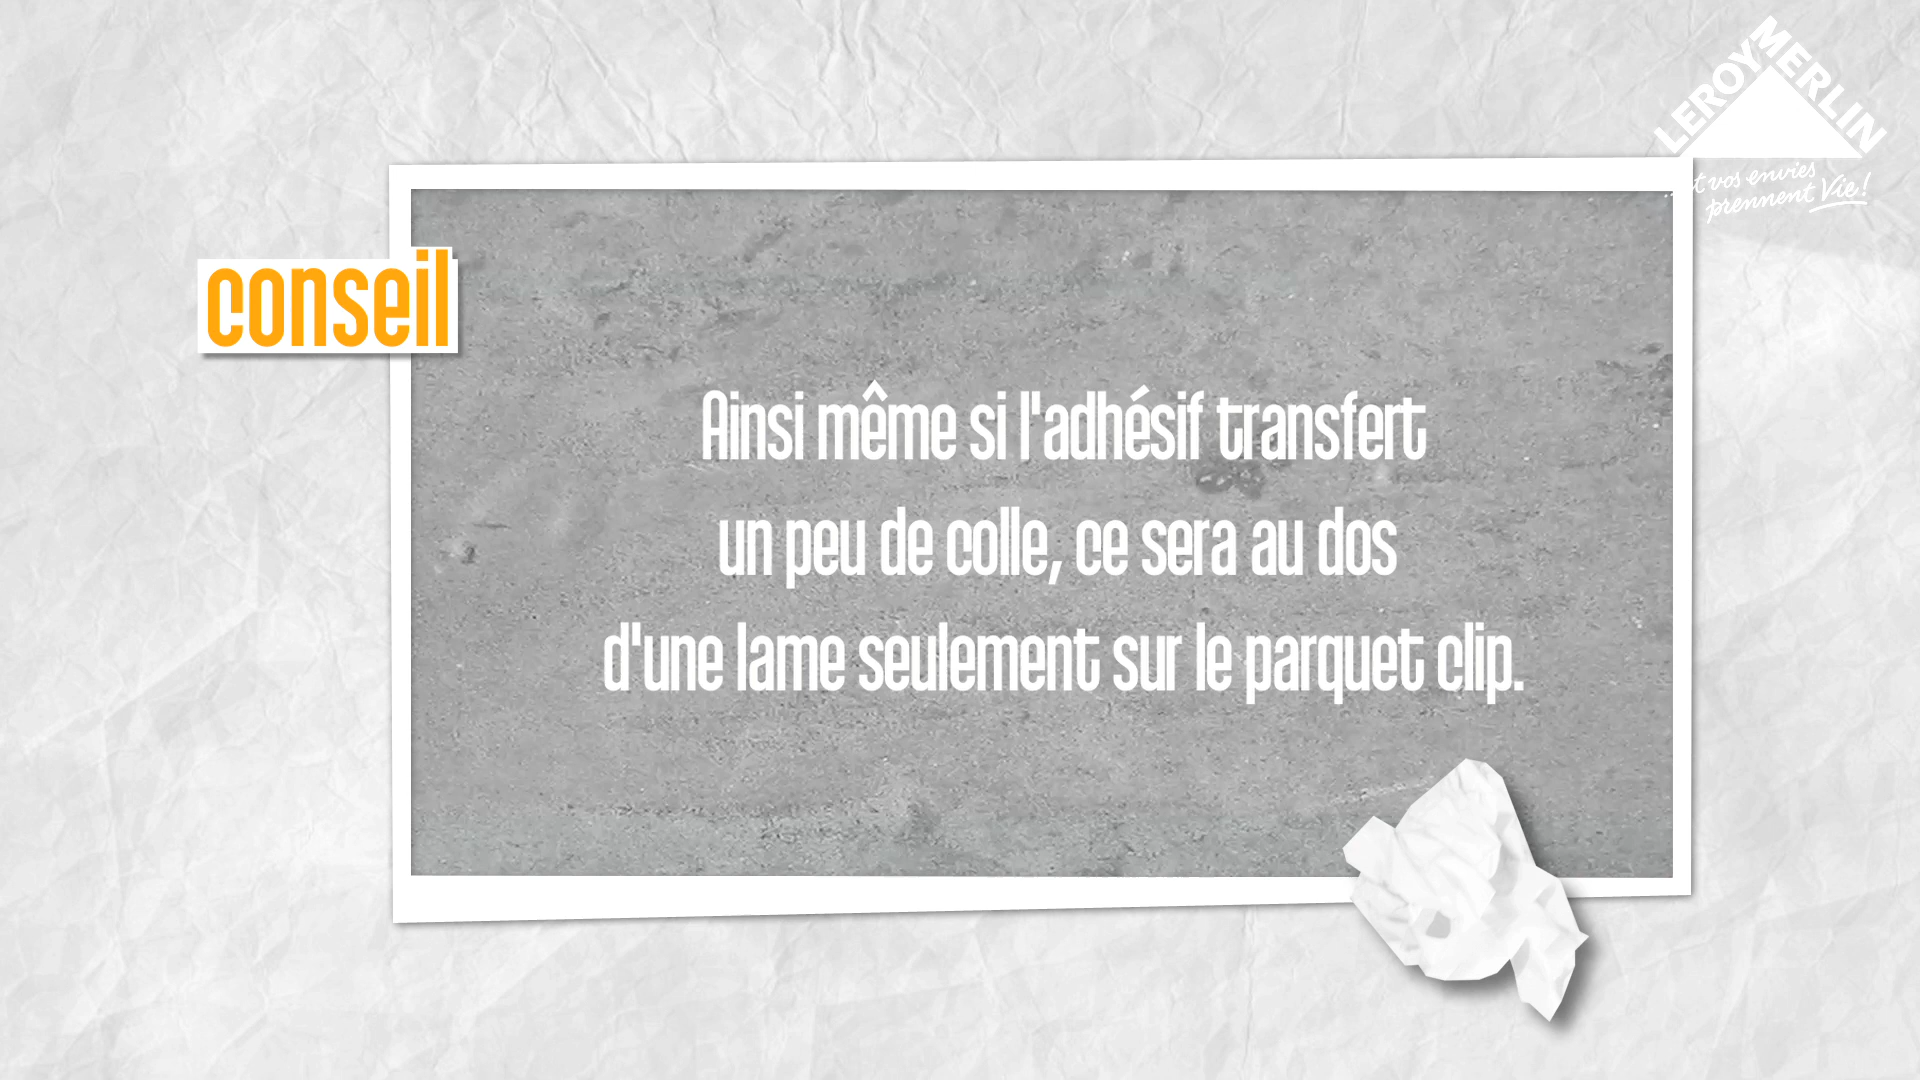 LEROY MERLIN
t vos envies
prennent Vie !
conseil
Ainsi même si l'adhésif transfert
un peu de colle, ce sera au dos
d'une lame seulement sur le parquet clip.